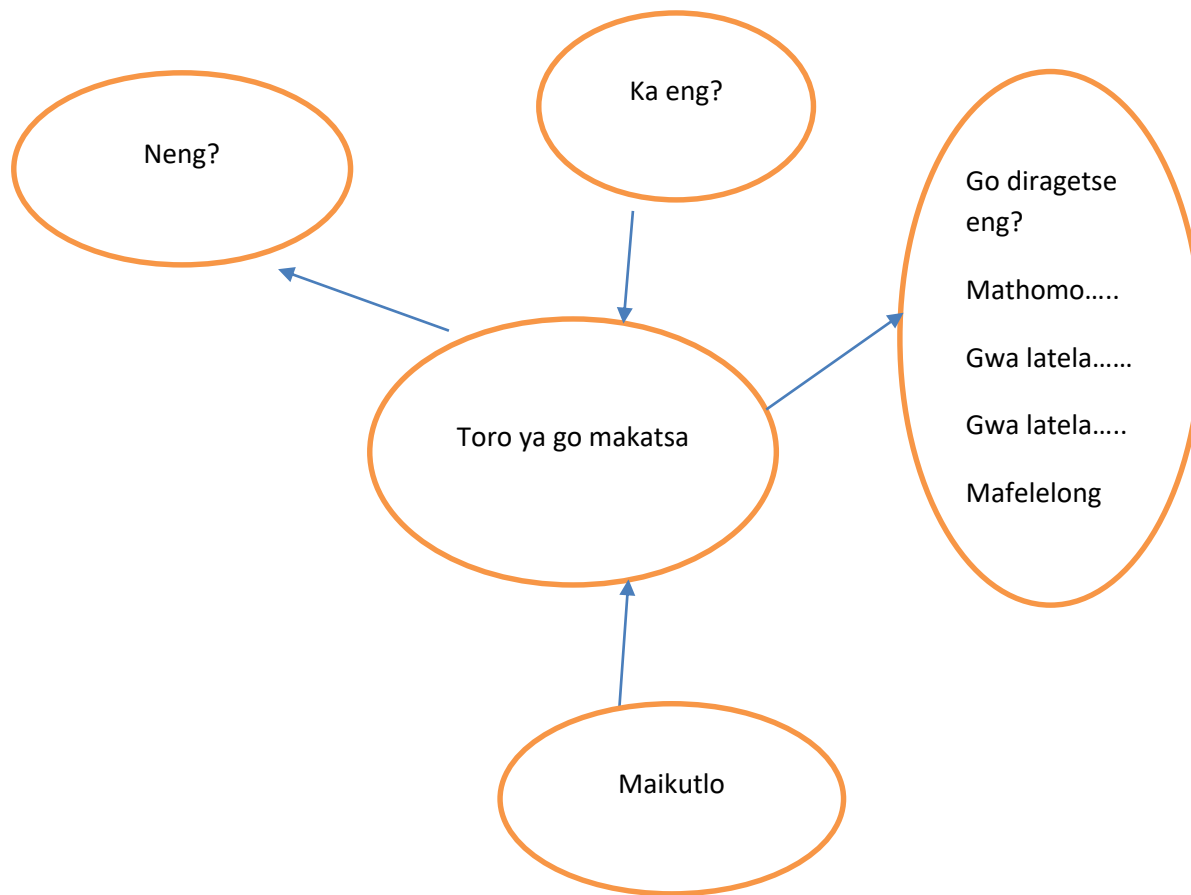 Ka eng?
Neng?
Go diragetse
eng?
Mathomo…..
Gwa latela……
Gwa latela…..
Mafelelong
Toro ya go makatsa
Maikutlo